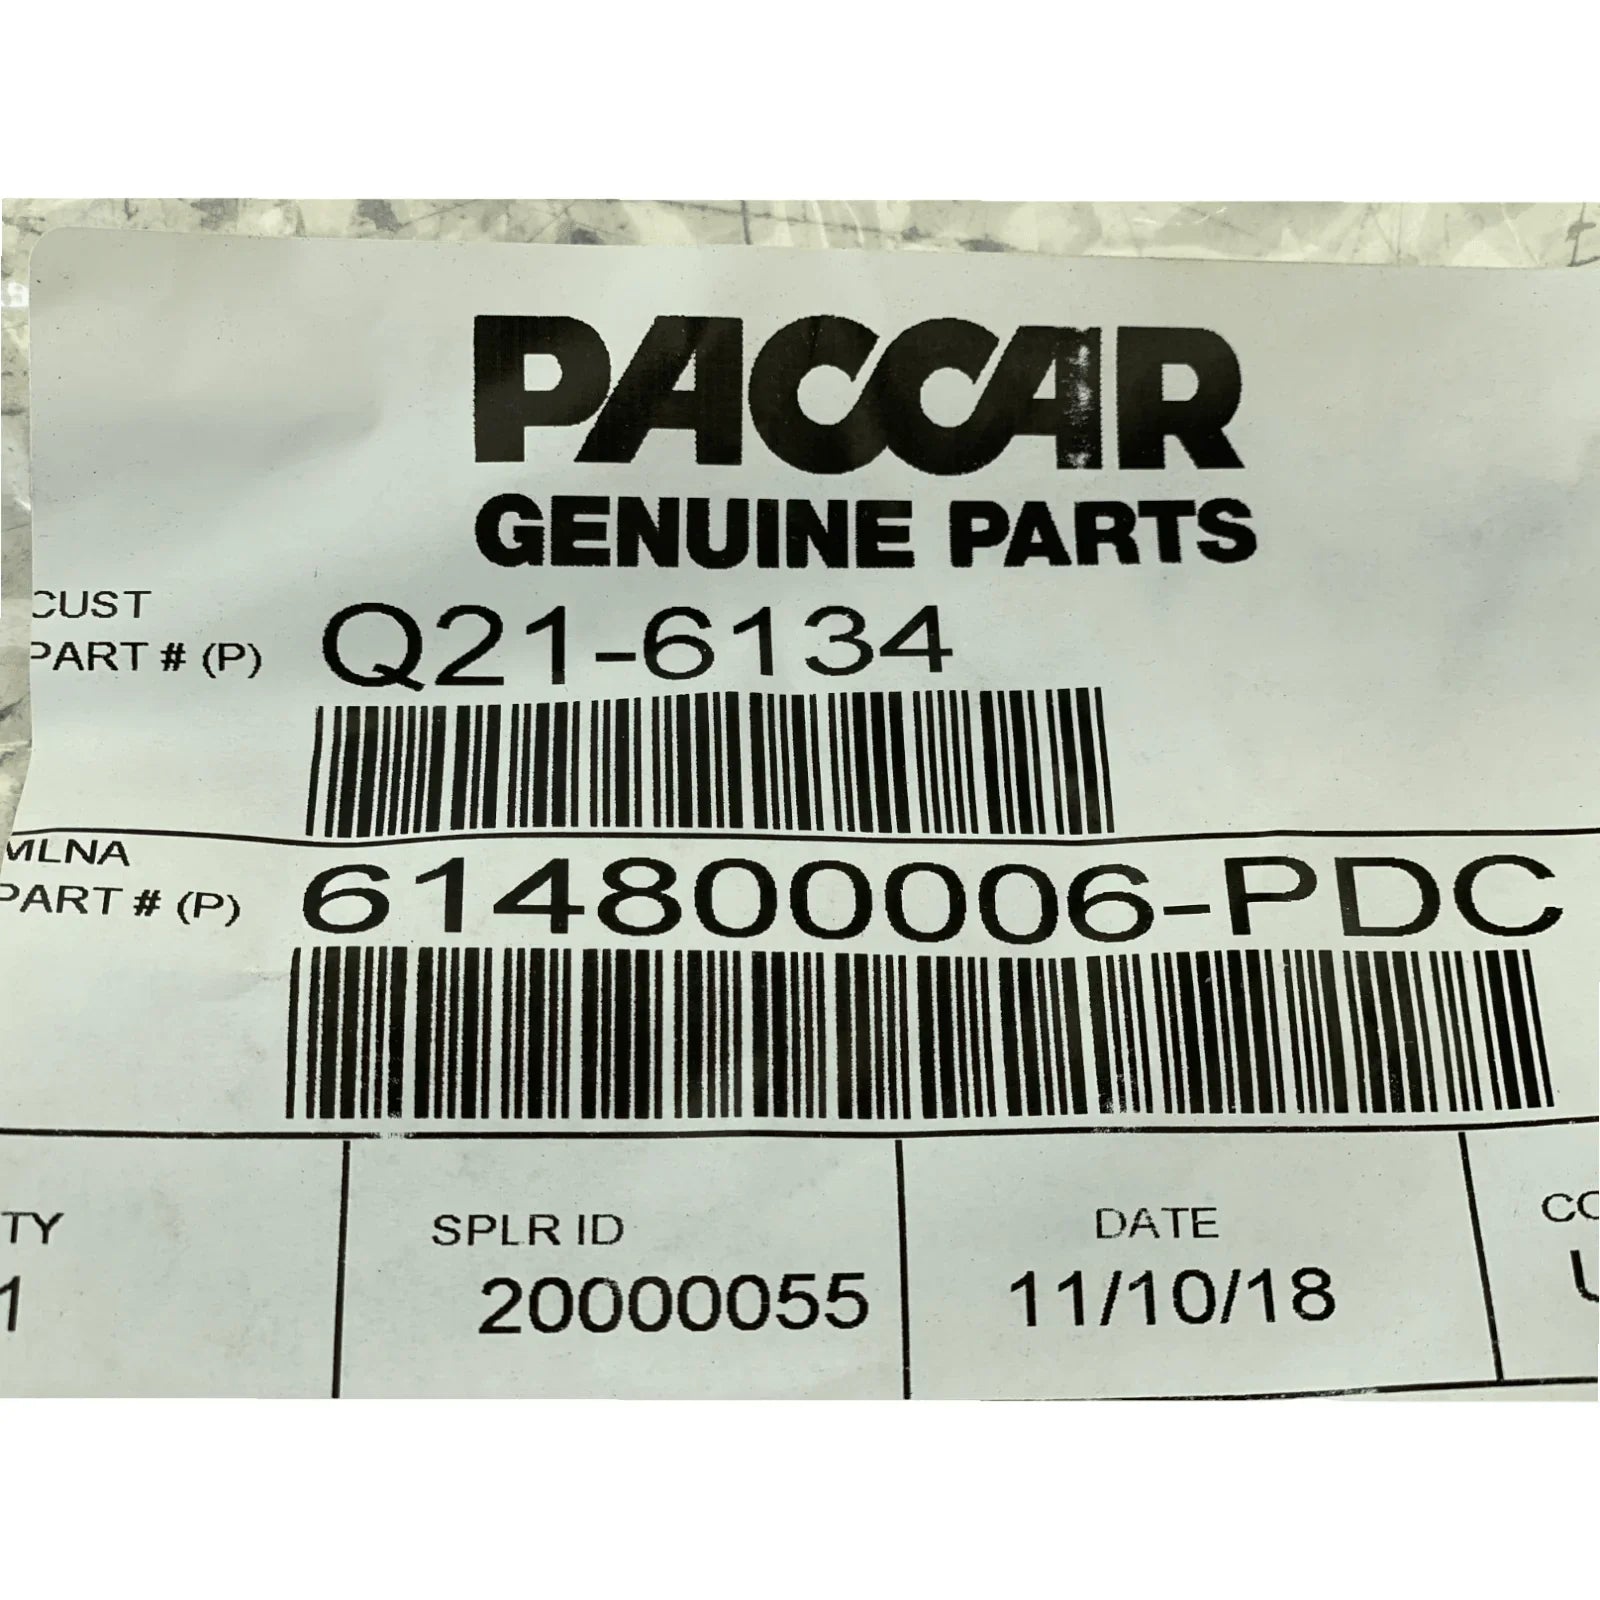 PACCAR
GENUINE PARTS
CUST
PART # (P)
Q21-6134
MLNA
PART # (P)
614800006-PDC
TY
1
SPLR ID
20000055
DATE
11/10/18
CO